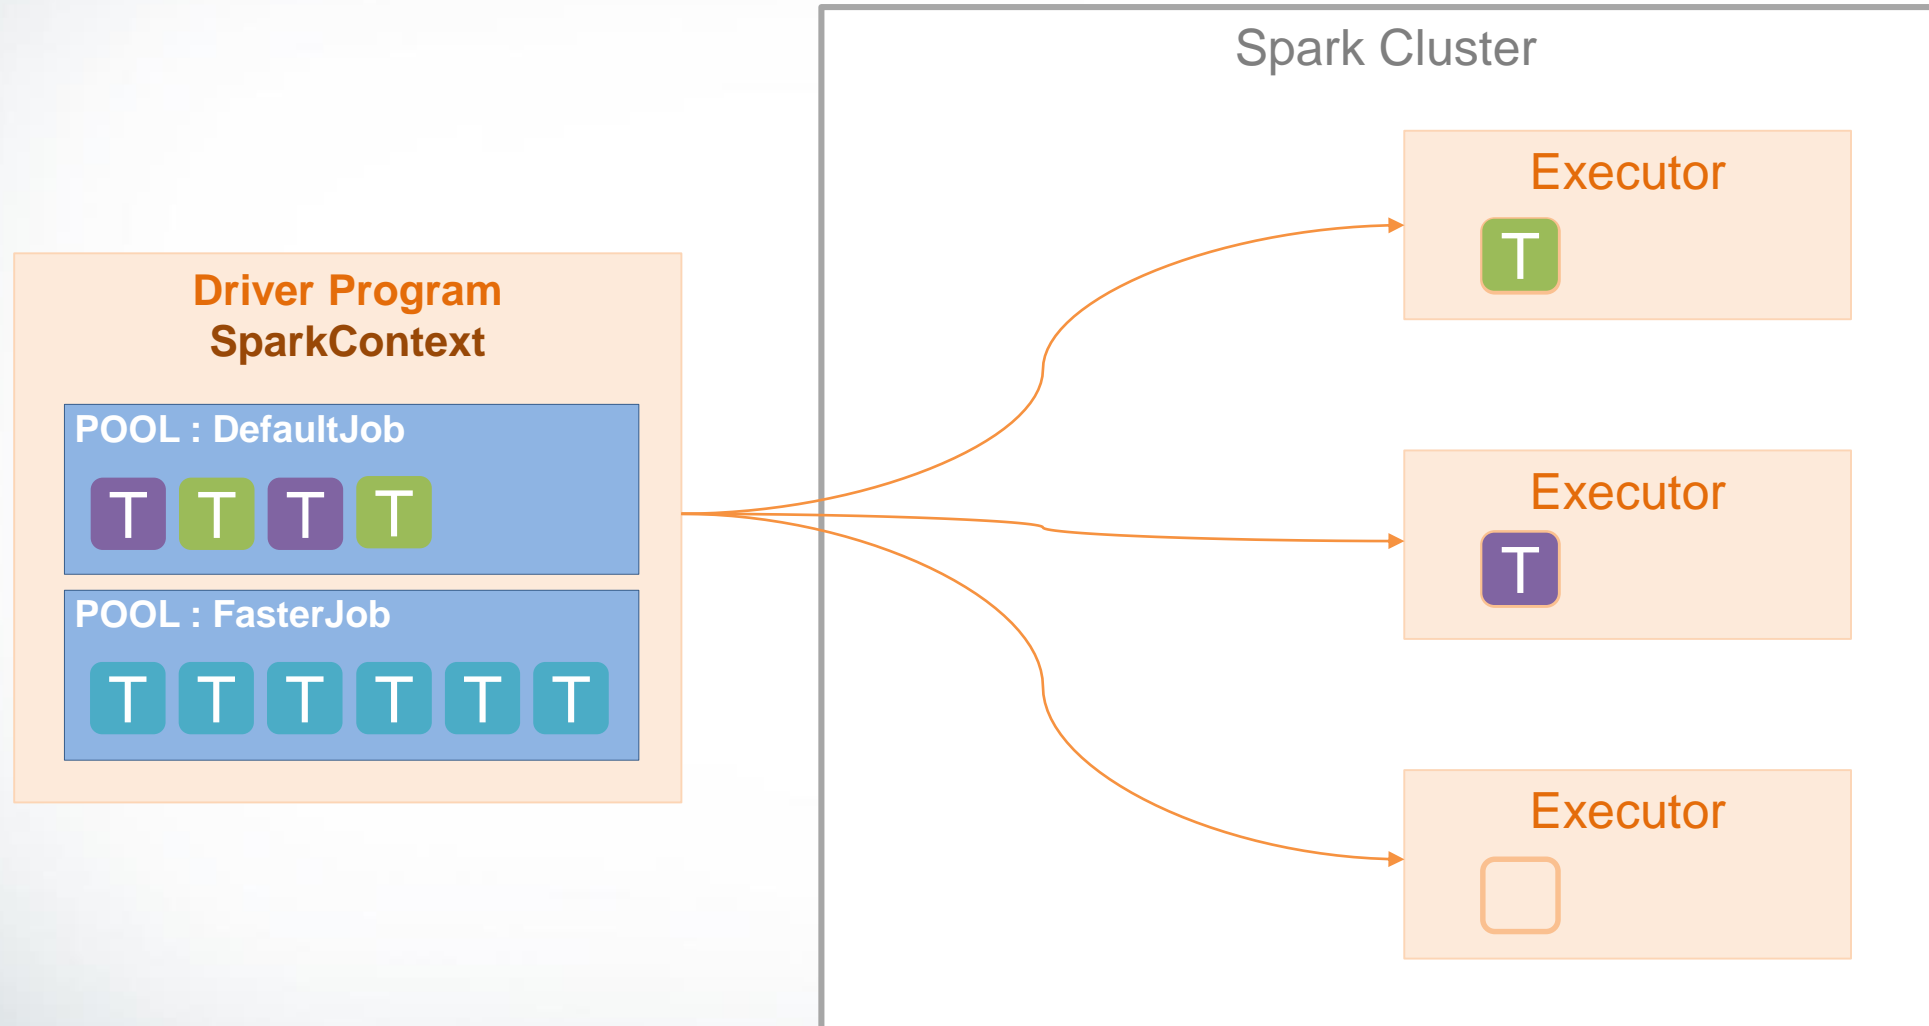 Spark Cluster
Driver Program
SparkContext
POOL : DefaultJob
T T T T
POOL : FasterJob
T T T T T T
Executor
T
Executor
T
Executor